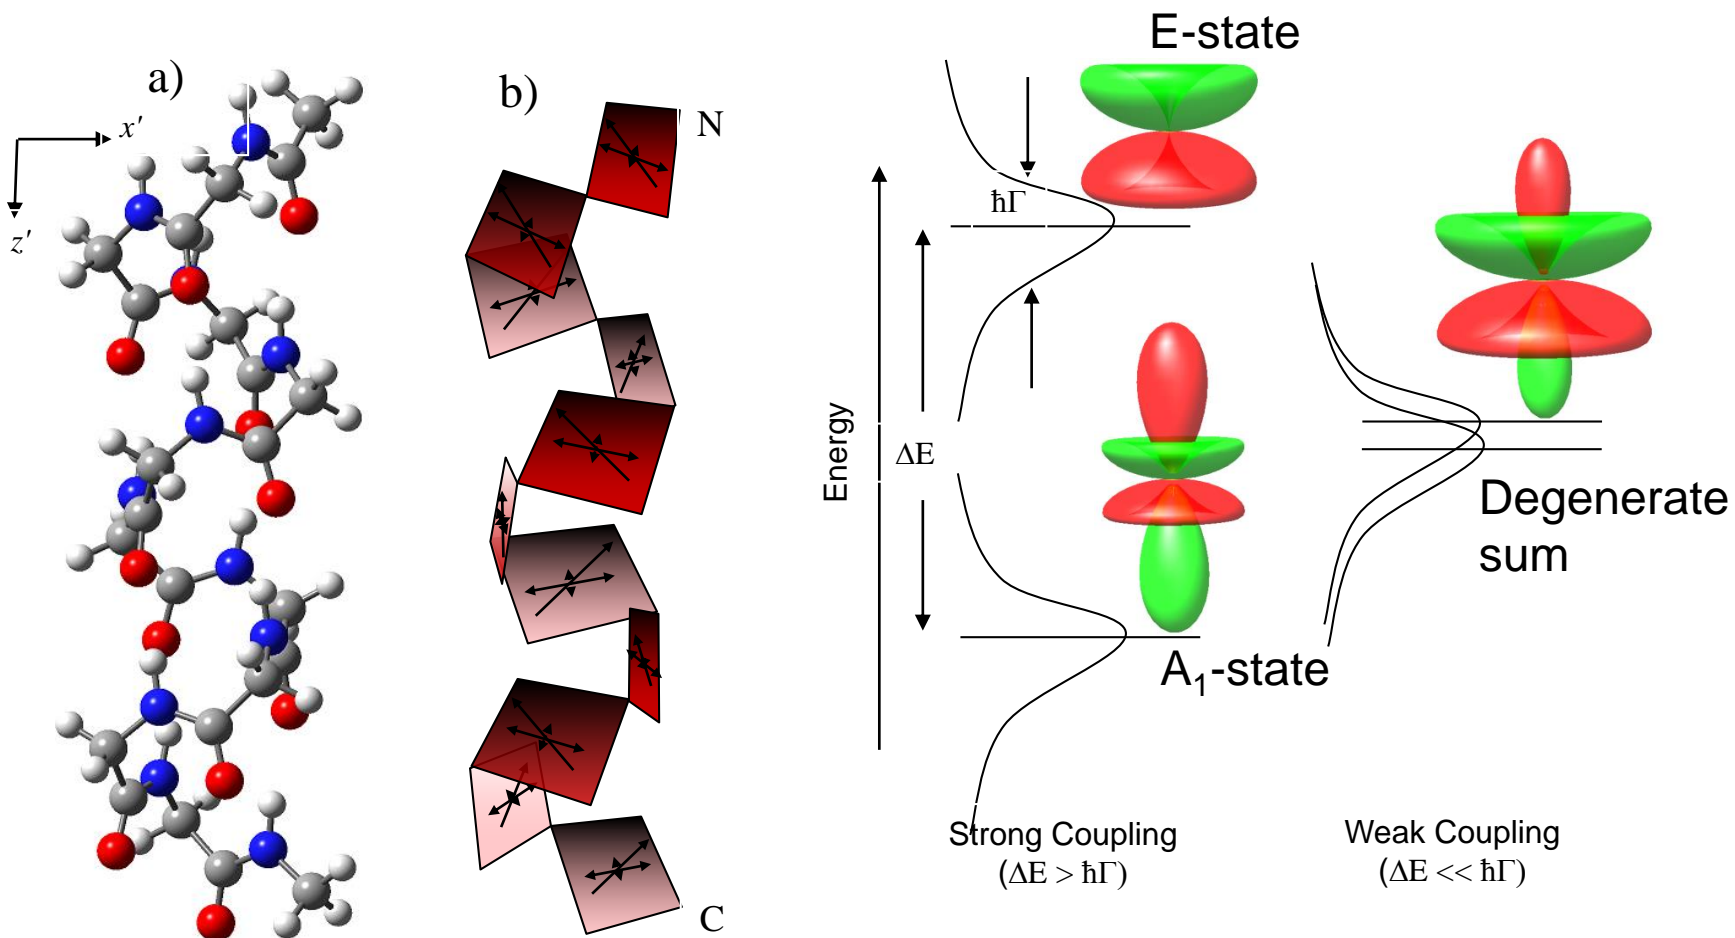 a)
x'
z'
b)
N
C
E-state
ħΓ
Energy
ΔE
A₁-state
Degenerate
sum
Strong Coupling
(ΔE > ħΓ)
Weak Coupling
(ΔE << ħΓ)